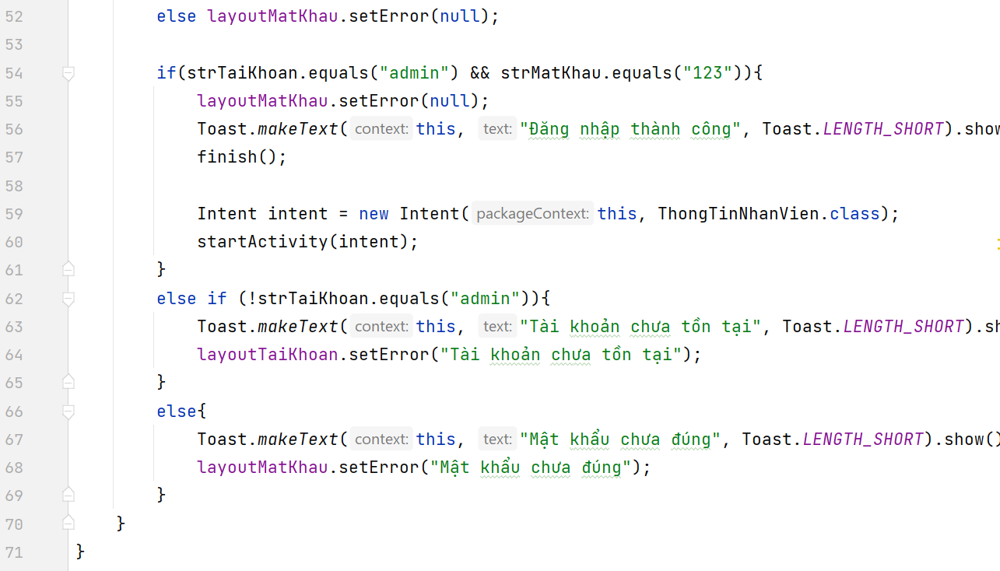 52 else layoutMatKhau.setError(null);
53
54 if(strTaiKhoan.equals("admin") && strMatKhau.equals("123")){
55 layoutMatKhau.setError(null);
56 Toast.makeText( context: this, text: "Đăng nhập thành công", Toast.LENGTH_SHORT).show
57 finish();
58
59 Intent intent = new Intent( packageContext: this, ThongTinNhanVien.class);
60 startActivity(intent);
61 }
62 else if (!strTaiKhoan.equals("admin")){
63 Toast.makeText( context: this, text: "Tài khoản chưa tồn tại", Toast.LENGTH_SHORT).sh
64 layoutTaiKhoan.setError("Tài khoản chưa tồn tại");
65 }
66 else{
67 Toast.makeText( context: this, text: "Mật khẩu chưa đúng", Toast.LENGTH_SHORT).show()
68 layoutMatKhau.setError("Mật khẩu chưa đúng");
69 }
70 }
71 }